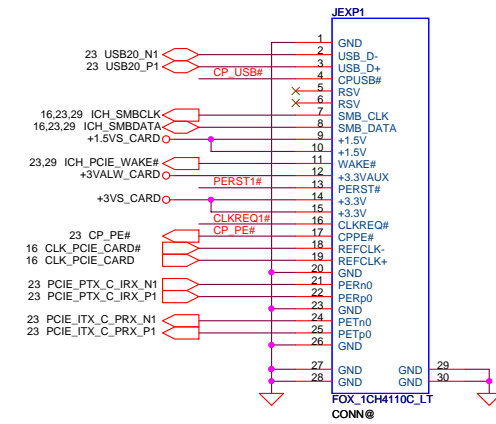 JEXP1
1 GND
23 USB20_N1 2 USB_D-
23 USB20_P1 3 USB_D+
CP_USB# 4 CPUSB#
5 RSV
6 RSV
16,23,29 ICH_SMBCLK 7 SMB_CLK
16,23,29 ICH_SMBDATA 8 SMB_DATA
+1.5VS_CARD 9 +1.5V
10 +1.5V
23,29 ICH_PCIE_WAKE# 11 WAKE#
+3VALW_CARD 12 +3.3VAUX
PERST1# 13 PERST#
+3VS_CARD 14 +3.3V
15 +3.3V
CLKREQ1# 16 CLKREQ#
23 CP_PE# CP_PE# 17 CPPE#
16 CLK_PCIE_CARD# 18 REFCLK-
16 CLK_PCIE_CARD 19 REFCLK+
20 GND
23 PCIE_PTX_C_IRX_N1 21 PERn0
23 PCIE_PTX_C_IRX_P1 22 PERp0
23 GND
23 PCIE_ITX_C_PRX_N1 24 PETn0
23 PCIE_ITX_C_PRX_P1 25 PETp0
26 GND
27 GND GND 29
28 GND GND 30
FOX_1CH4110C_LT
CONN@